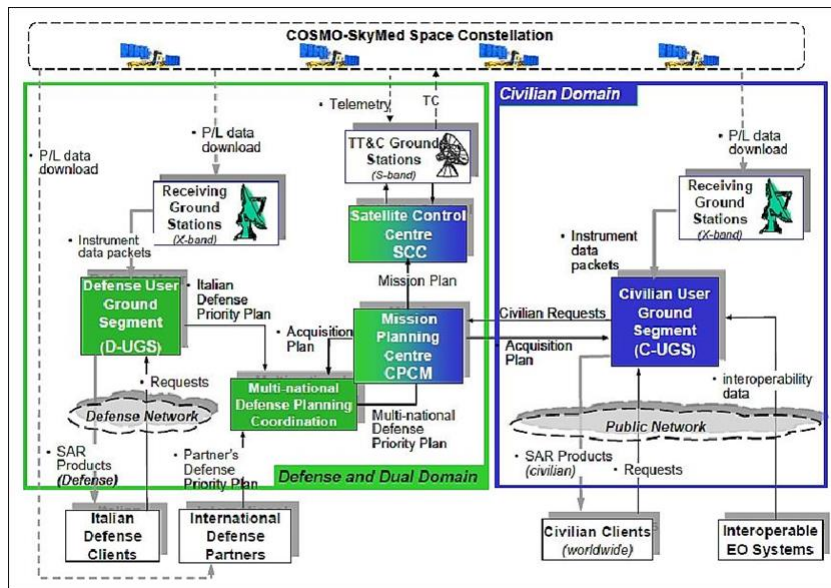 COSMO-SkyMed Space Constellation
Civilian Domain
• Telemetry
TC
• P/L data
download
• P/L data
download
TT&C Ground
Stations
(S-band)
• P/L data
download
Receiving
Ground
Stations
(X-band)
Satellite Control
Centre
SCC
Receiving
Ground
Stations
(X-band)
• Instrument
data packets
• Instrument
data
packets
Defense User
Ground
Segment
(D-UGS)
• Italian
Defense
Priority Plan
Mission Plan
Civilian User
Ground
Segment
(C-UGS)
• Acquisition
Plan
Mission
Planning
Centre
CPCM
Civilian Requests
• Acquisition
Plan
• Requests
Multi-national
Defense Planning
Coordination
• interoperability
data
Defense Network
Multi-national
Defense
Priority Plan
Public Network
• SAR
Products
(Defense)
• Partner's
Defense
Priority Plan
Defense and Dual Domain
• SAR
Products
(civilian)
• Requests
Italian
Defense
Clients
International
Defense
Partners
Civilian Clients
(worldwide)
Interoperable
EO Systems